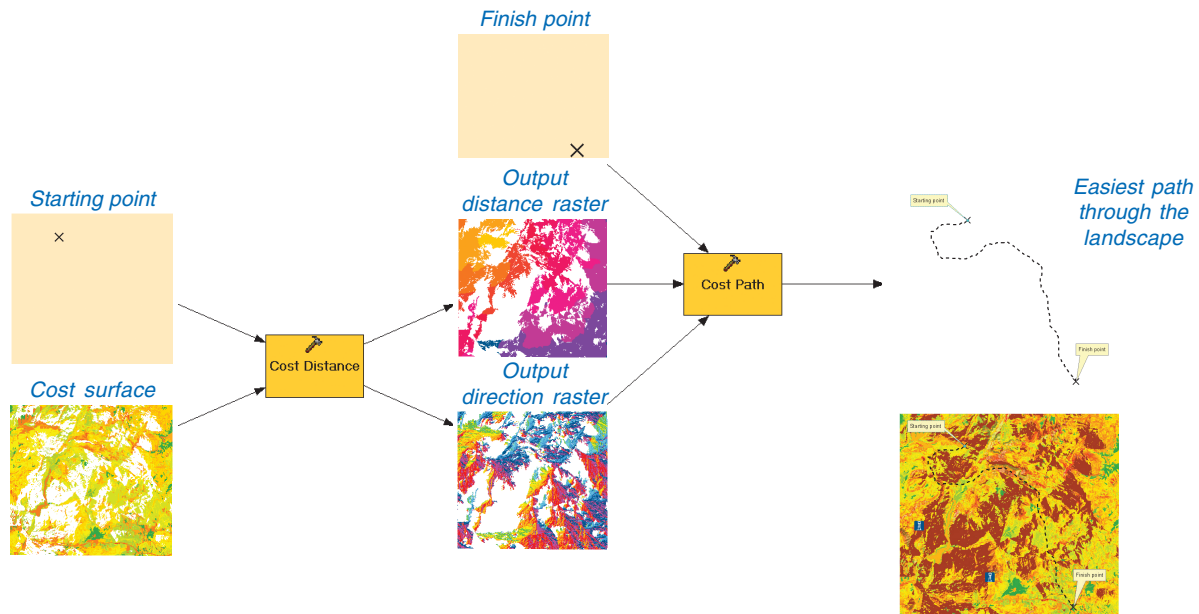 Finish point
Starting point
Output
distance raster
Cost Distance
Cost surface
Output
direction raster
Cost Path
Starting point
Finish point
Easiest path
through the
landscape
Starting point
Finish point